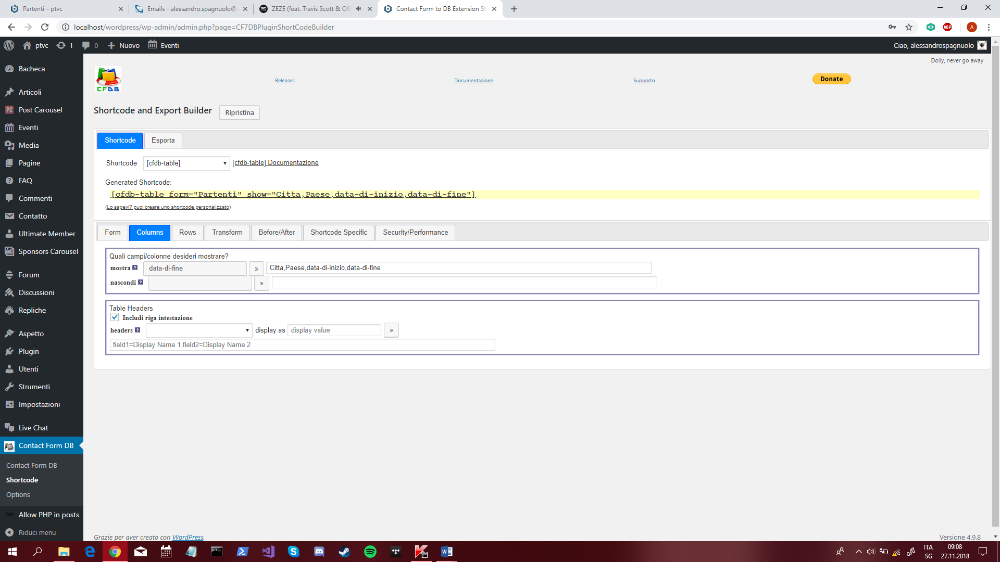 Partenti – ptvc
Emails - alessandro.spagnuolo@s
ZEZE (feat. Travis Scott & Off
Contact Form to DB Extension Sh
localhost/wordpress/wp-admin/admin.php?page=CF7DBPluginShortCodeBuilder
ABP
A
ptvc
1
0
Nuovo
Eventi
Ciao, alessandrospagnuolo
Dolly, never go away
Bacheca
Articoli
PC Post Carousel
Eventi
Media
Pagine
FAQ
Commenti
Contatto
Ultimate Member
Sponsors Carousel
Forum
Discussioni
Repliche
Aspetto
Plugin
Utenti
Strumenti
Impostazioni
Live Chat
Contact Form DB
Contact Form DB
Shortcode
Options
PHP Allow PHP in posts
Riduci menu
CFDB
Releases
Documentazione
Supporto
Donate
Shortcode and Export Builder
Ripristina
Shortcode
Esporta
Shortcode
[cfdb-table]
[cfdb-table] Documentazione
Generated Shortcode:
[cfdb-table form="Partenti" show="Citta,Paese,data-di-inizio,data-di-fine"]
(Lo sapevi? puoi creare uno shortcode personalizzato)
Form
Columns
Rows
Transform
Before/After
Shortcode Specific
Security/Performance
Quali campi/colonne desideri mostrare?
mostra ? data-di-fine » Citta,Paese,data-di-inizio,data-di-fine
nascondi ? »
Table Headers
Includi riga intestazione
headers ? display as display value »
field1=Display Name 1,field2=Display Name 2
Grazie per aver creato con WordPress.
Versione 4.9.8
ITA
SG
09:08
27.11.2018